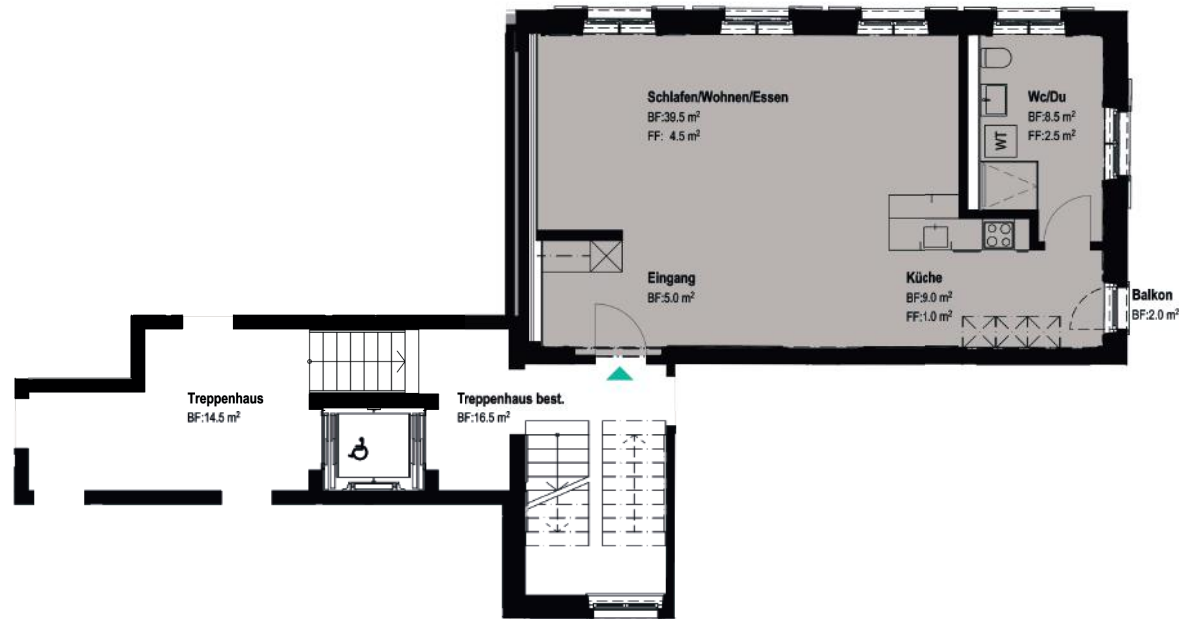 Schlafen/Wohnen/Essen
BF:39.5 m²
FF: 4.5 m²
Wc/Du
BF:8.5 m²
FF:2.5 m²
WT
Eingang
BF:5.0 m²
Küche
BF:9.0 m²
FF:1.0 m²
Balkon
BF:2.0 m²
Treppenhaus
BF:14.5 m²
Treppenhaus best.
BF:16.5 m²